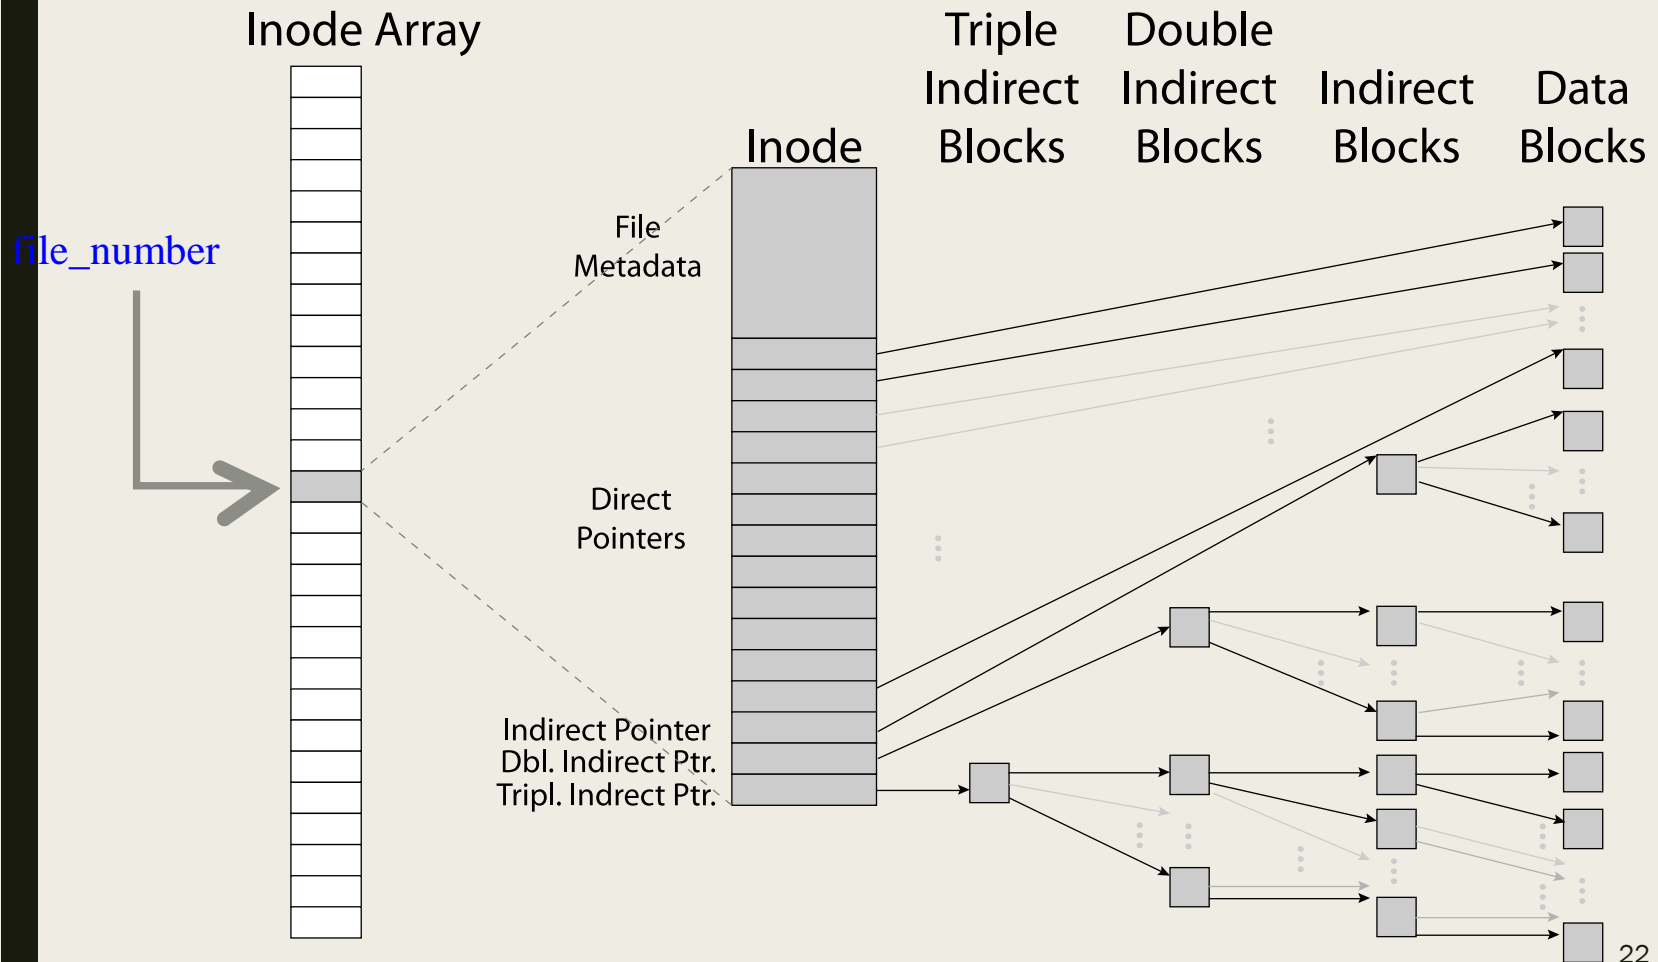 Inode Array
Triple
Indirect
Blocks
Double
Indirect
Blocks
Indirect
Blocks
Data
Blocks
Inode
file_number
File
Metadata
Direct
Pointers
Indirect Pointer
Dbl. Indirect Ptr.
Tripl. Indrect Ptr.
22